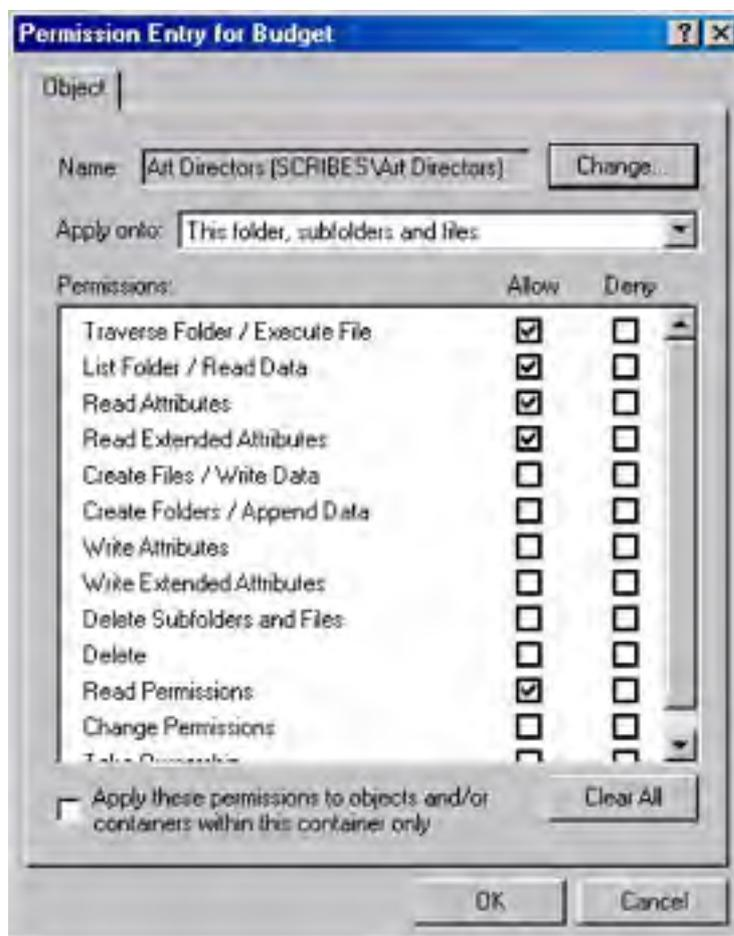 Permission Entry for Budget
Object
Name: Art Directors (SCRIBES\Art Directors) Change...
Apply onto: This folder, subfolders and files
Permissions: Allow Deny
Traverse Folder / Execute File
List Folder / Read Data
Read Attributes
Read Extended Attributes
Create Files / Write Data
Create Folders / Append Data
Write Attributes
Write Extended Attributes
Delete Subfolders and Files
Delete
Read Permissions
Change Permissions
Take Ownership
Apply these permissions to objects and/or
containers within this container only
Clear All
OK Cancel